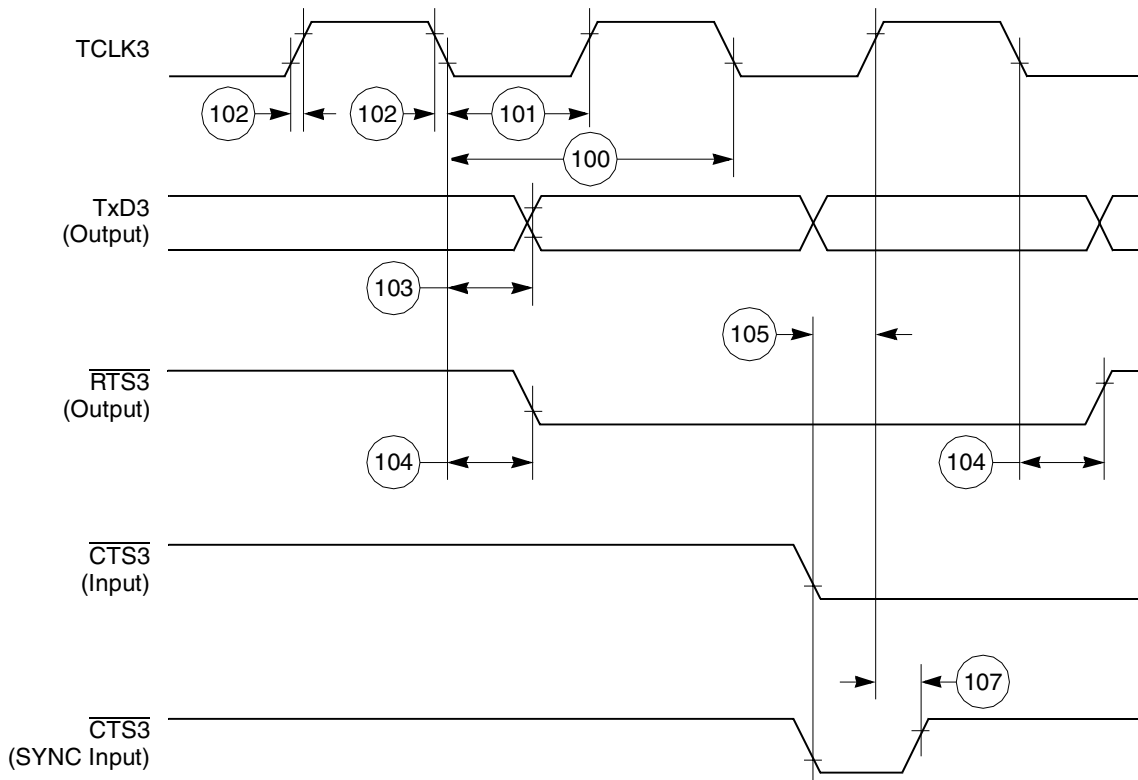 TCLK3
102
102
101
100
TxD3
(Output)
103
105
RTS3
(Output)
104
104
CTS3
(Input)
107
CTS3
(SYNC Input)